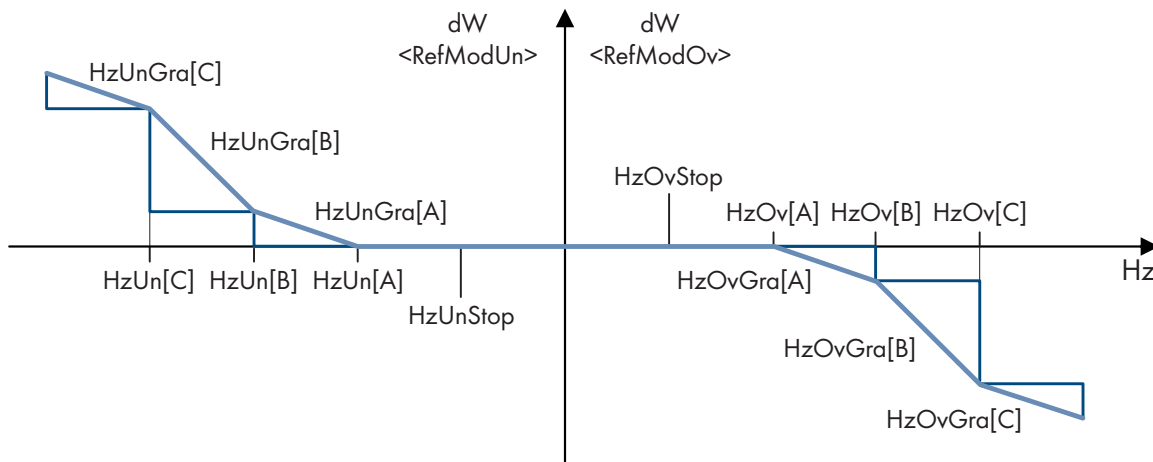 dW
<RefModUn>
dW
<RefModOv>
HzUnGra[C]
HzUnGra[B]
HzUnGra[A]
HzOvStop
HzOv[A]
HzOv[B]
HzOv[C]
HzUn[C]
HzUn[B]
HzUn[A]
HzUnStop
Hz
HzOvGra[A]
HzOvGra[B]
HzOvGra[C]